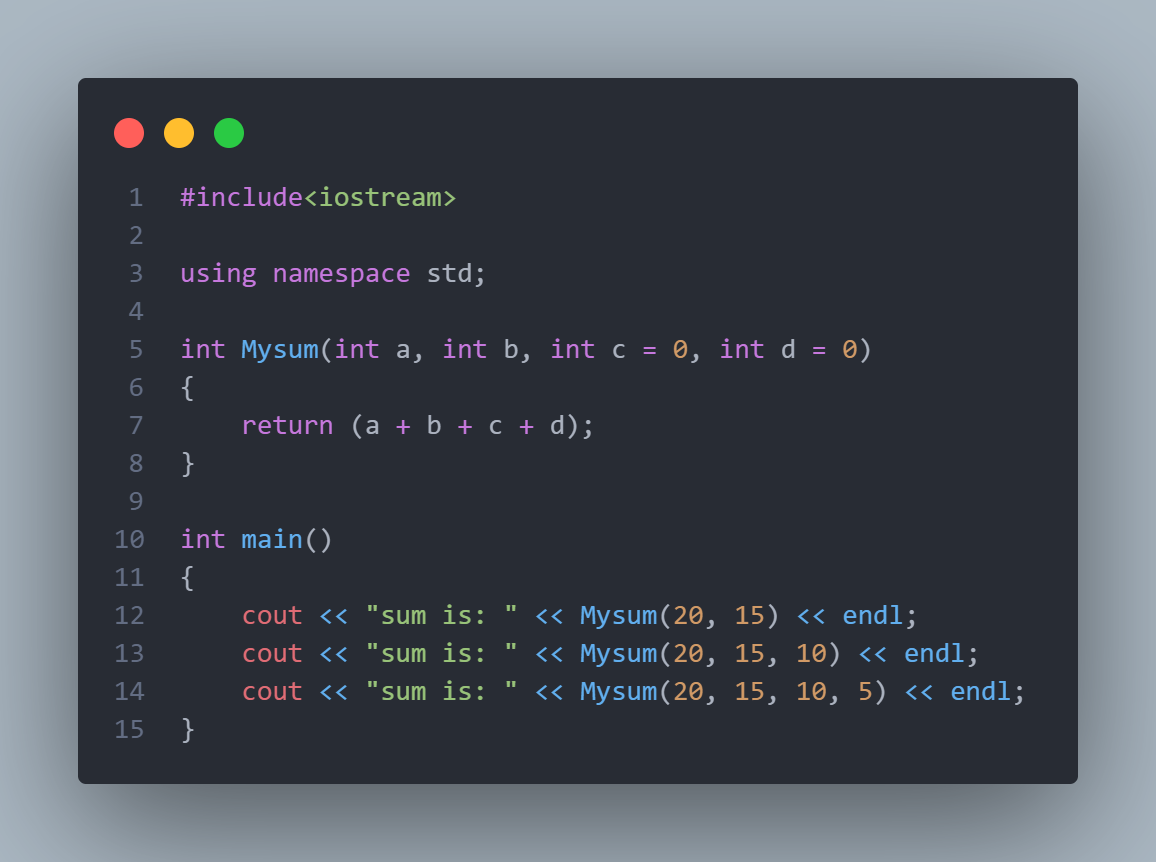 1 #include<iostream>
2
3 using namespace std;
4
5 int Mysum(int a, int b, int c = 0, int d = 0)
6 {
7     return (a + b + c + d);
8 }
9
10 int main()
11 {
12     cout << "sum is: " << Mysum(20, 15) << endl;
13     cout << "sum is: " << Mysum(20, 15, 10) << endl;
14     cout << "sum is: " << Mysum(20, 15, 10, 5) << endl;
15 }